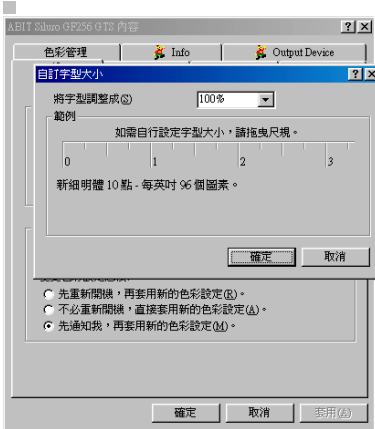 ABIT Siluro GF256 GTS 內容
色彩管理
Info
Output Device
自訂字型大小
將字型調整成(S)
100%
範例
如需自行設定字型大小，請拖曳尺規。
0 1 2 3
新細明體 10 點 - 每英吋 96 個圖素。
確定
取消
先重新開機，再套用新的色彩設定(R)。
不必重新開機，直接套用新的色彩設定(A)。
先通知我，再套用新的色彩設定(M)。
確定
取消
套用(A)